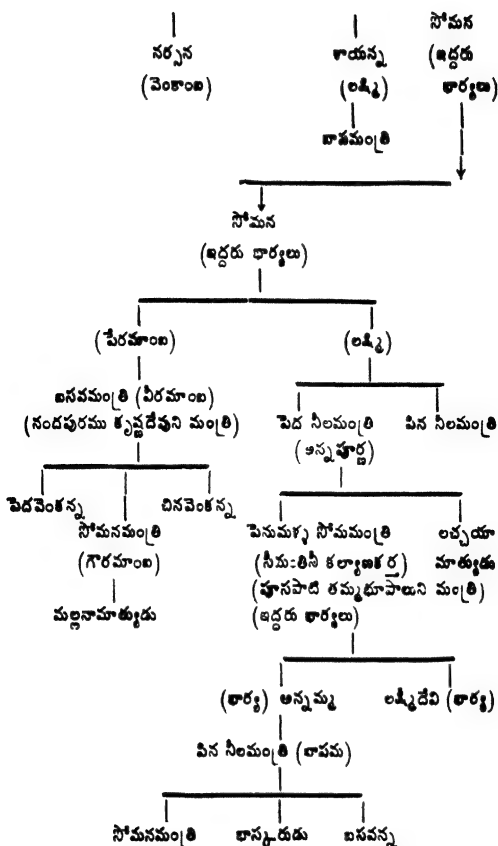 సోమన
నర్సన రాయన్న (ఇద్దరు
(వెంకాంబ) (లక్ష్మి) భార్యలు)
బాపమంత్రి
సోమన
(ఇద్దరు భార్యలు)
(పేరమాంబ) (లక్ష్మి)
బసవమంత్రి (వీరమాంబ) పెద నీలమంత్రి పిన నీలమంత్రి
(నందపురము కృష్ణదేవుని మంత్రి) (అన్నపూర్ణ)
పెదవెంకన్న చినవెంకన్న పెనుమళ్ళ సోమమంత్రి లచ్చయా
సోమనమంత్రి (సీమంతినీ కల్యాణకర్త) మాత్యుడు
(గౌరమాంబ) (పూసపాటి తమ్మభూపాలుని మంత్రి)
మల్లనామాత్యుడు (ఇద్దరు భార్యలు)
(భార్య) అన్నమ్మ లక్ష్మీదేవి (భార్య)
పిన నీలమంత్రి (బాపమ)
సోమనమంత్రి భాస్కరుడు బసవన్న